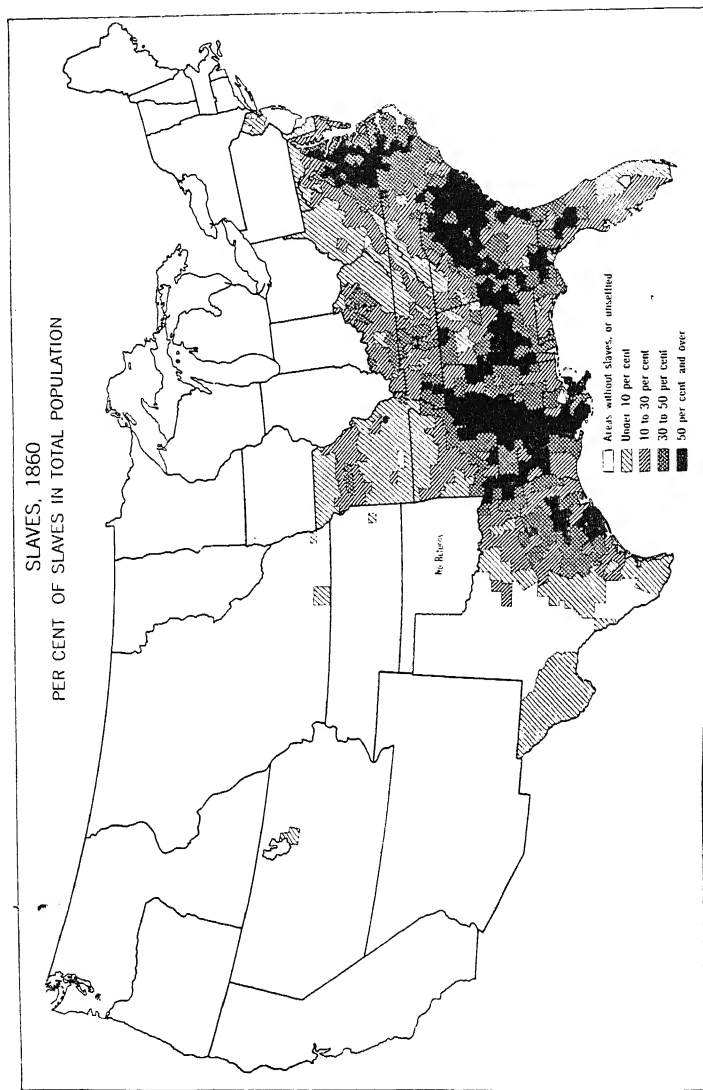 SLAVES, 1860
PER CENT OF SLAVES IN TOTAL POPULATION
No Returns
Areas without slaves, or unsettled
Under 10 per cent
10 to 30 per cent
30 to 50 per cent
50 per cent and over